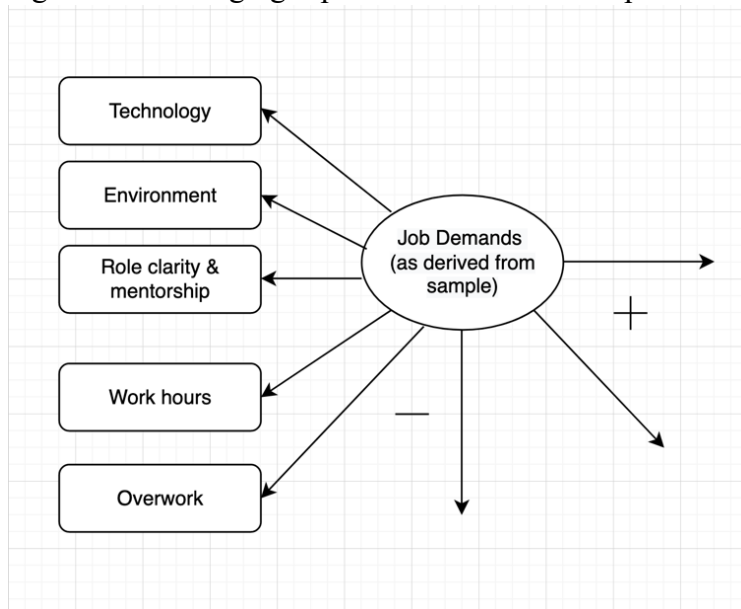 Technology
Environment
Role clarity &
mentorship
Work hours
Overwork
Job Demands
(as derived from
sample)
+
—